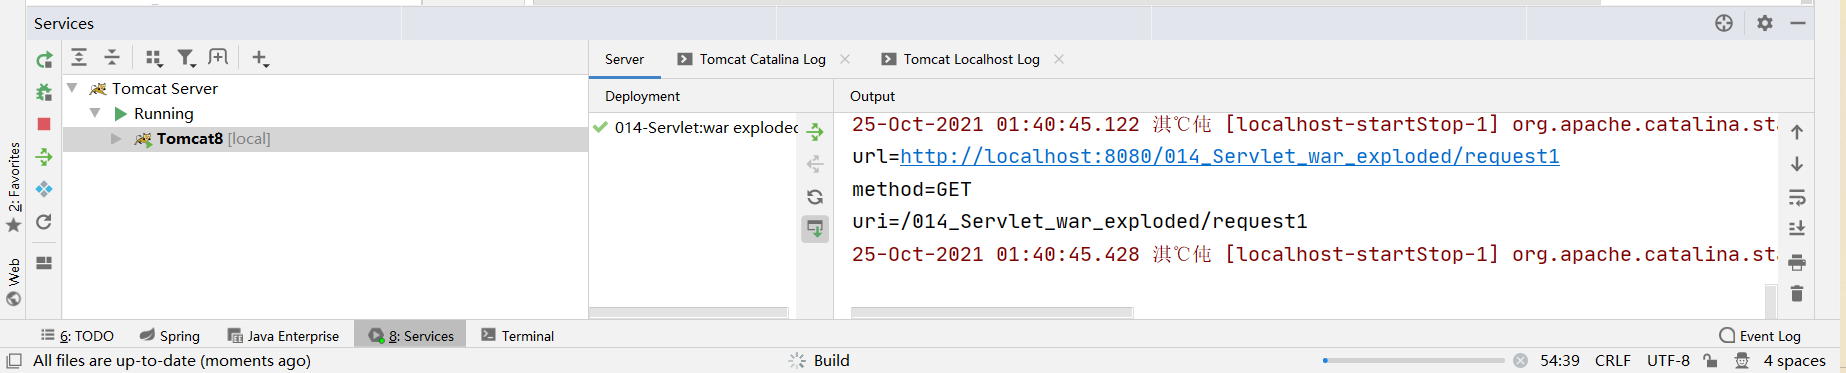 Services
Server
Tomcat Catalina Log
Tomcat Localhost Log
Tomcat Server
Running
Tomcat8 [local]
Deployment
014-Servlet:war exploded
Output
25-Oct-2021 01:40:45.122 淇℃伅 [localhost-startStop-1] org.apache.catalina.sta
url=http://localhost:8080/014_Servlet_war_exploded/request1
method=GET
uri=/014_Servlet_war_exploded/request1
25-Oct-2021 01:40:45.428 淇℃伅 [localhost-startStop-1] org.apache.catalina.sta
2: Favorites
Web
6: TODO
Spring
Java Enterprise
8: Services
Terminal
Event Log
All files are up-to-date (moments ago)
Build
54:39
CRLF
UTF-8
4 spaces